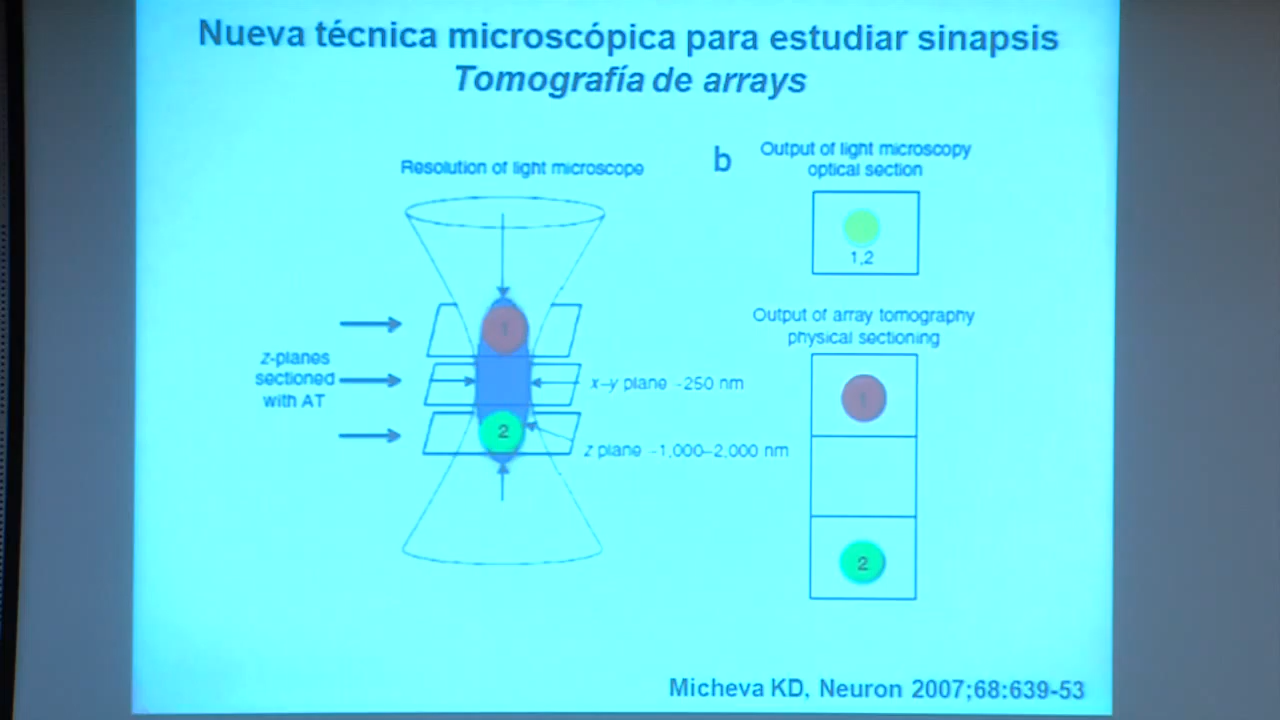 Nueva técnica microscópica para estudiar sinapsis
Tomografía de arrays
Resolution of light microscope
1
z-planes
sectioned
with AT
x-y plane -250 nm
2
z plane -1,000–2,000 nm
b
Output of light microscopy
optical section
1,2
Output of array tomography
physical sectioning
1
2
Micheva KD, Neuron 2007;68:639-53